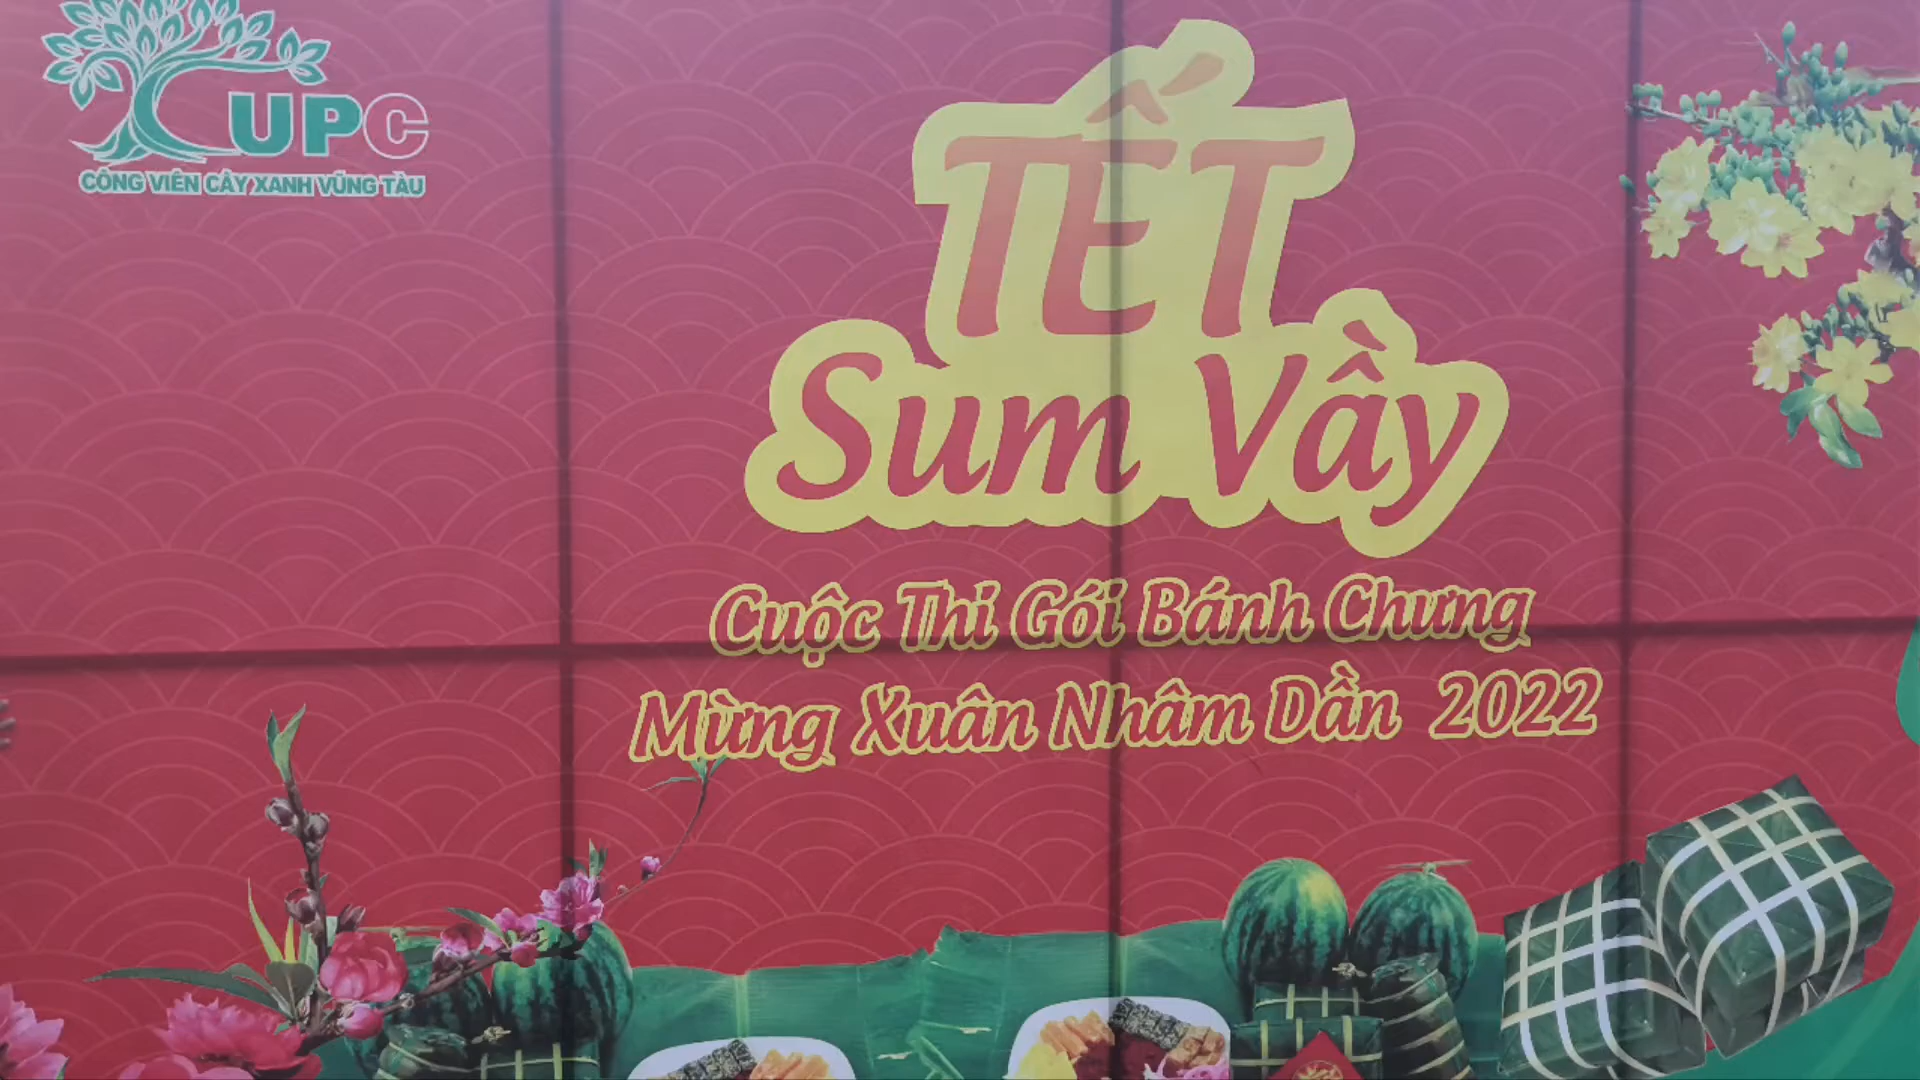 UPC
CÔNG VIÊN CÂY XANH VŨNG TÀU
TẾT
Sum Vầy
Cuộc Thi Gói Bánh Chưng
Mừng Xuân Nhâm Dần 2022